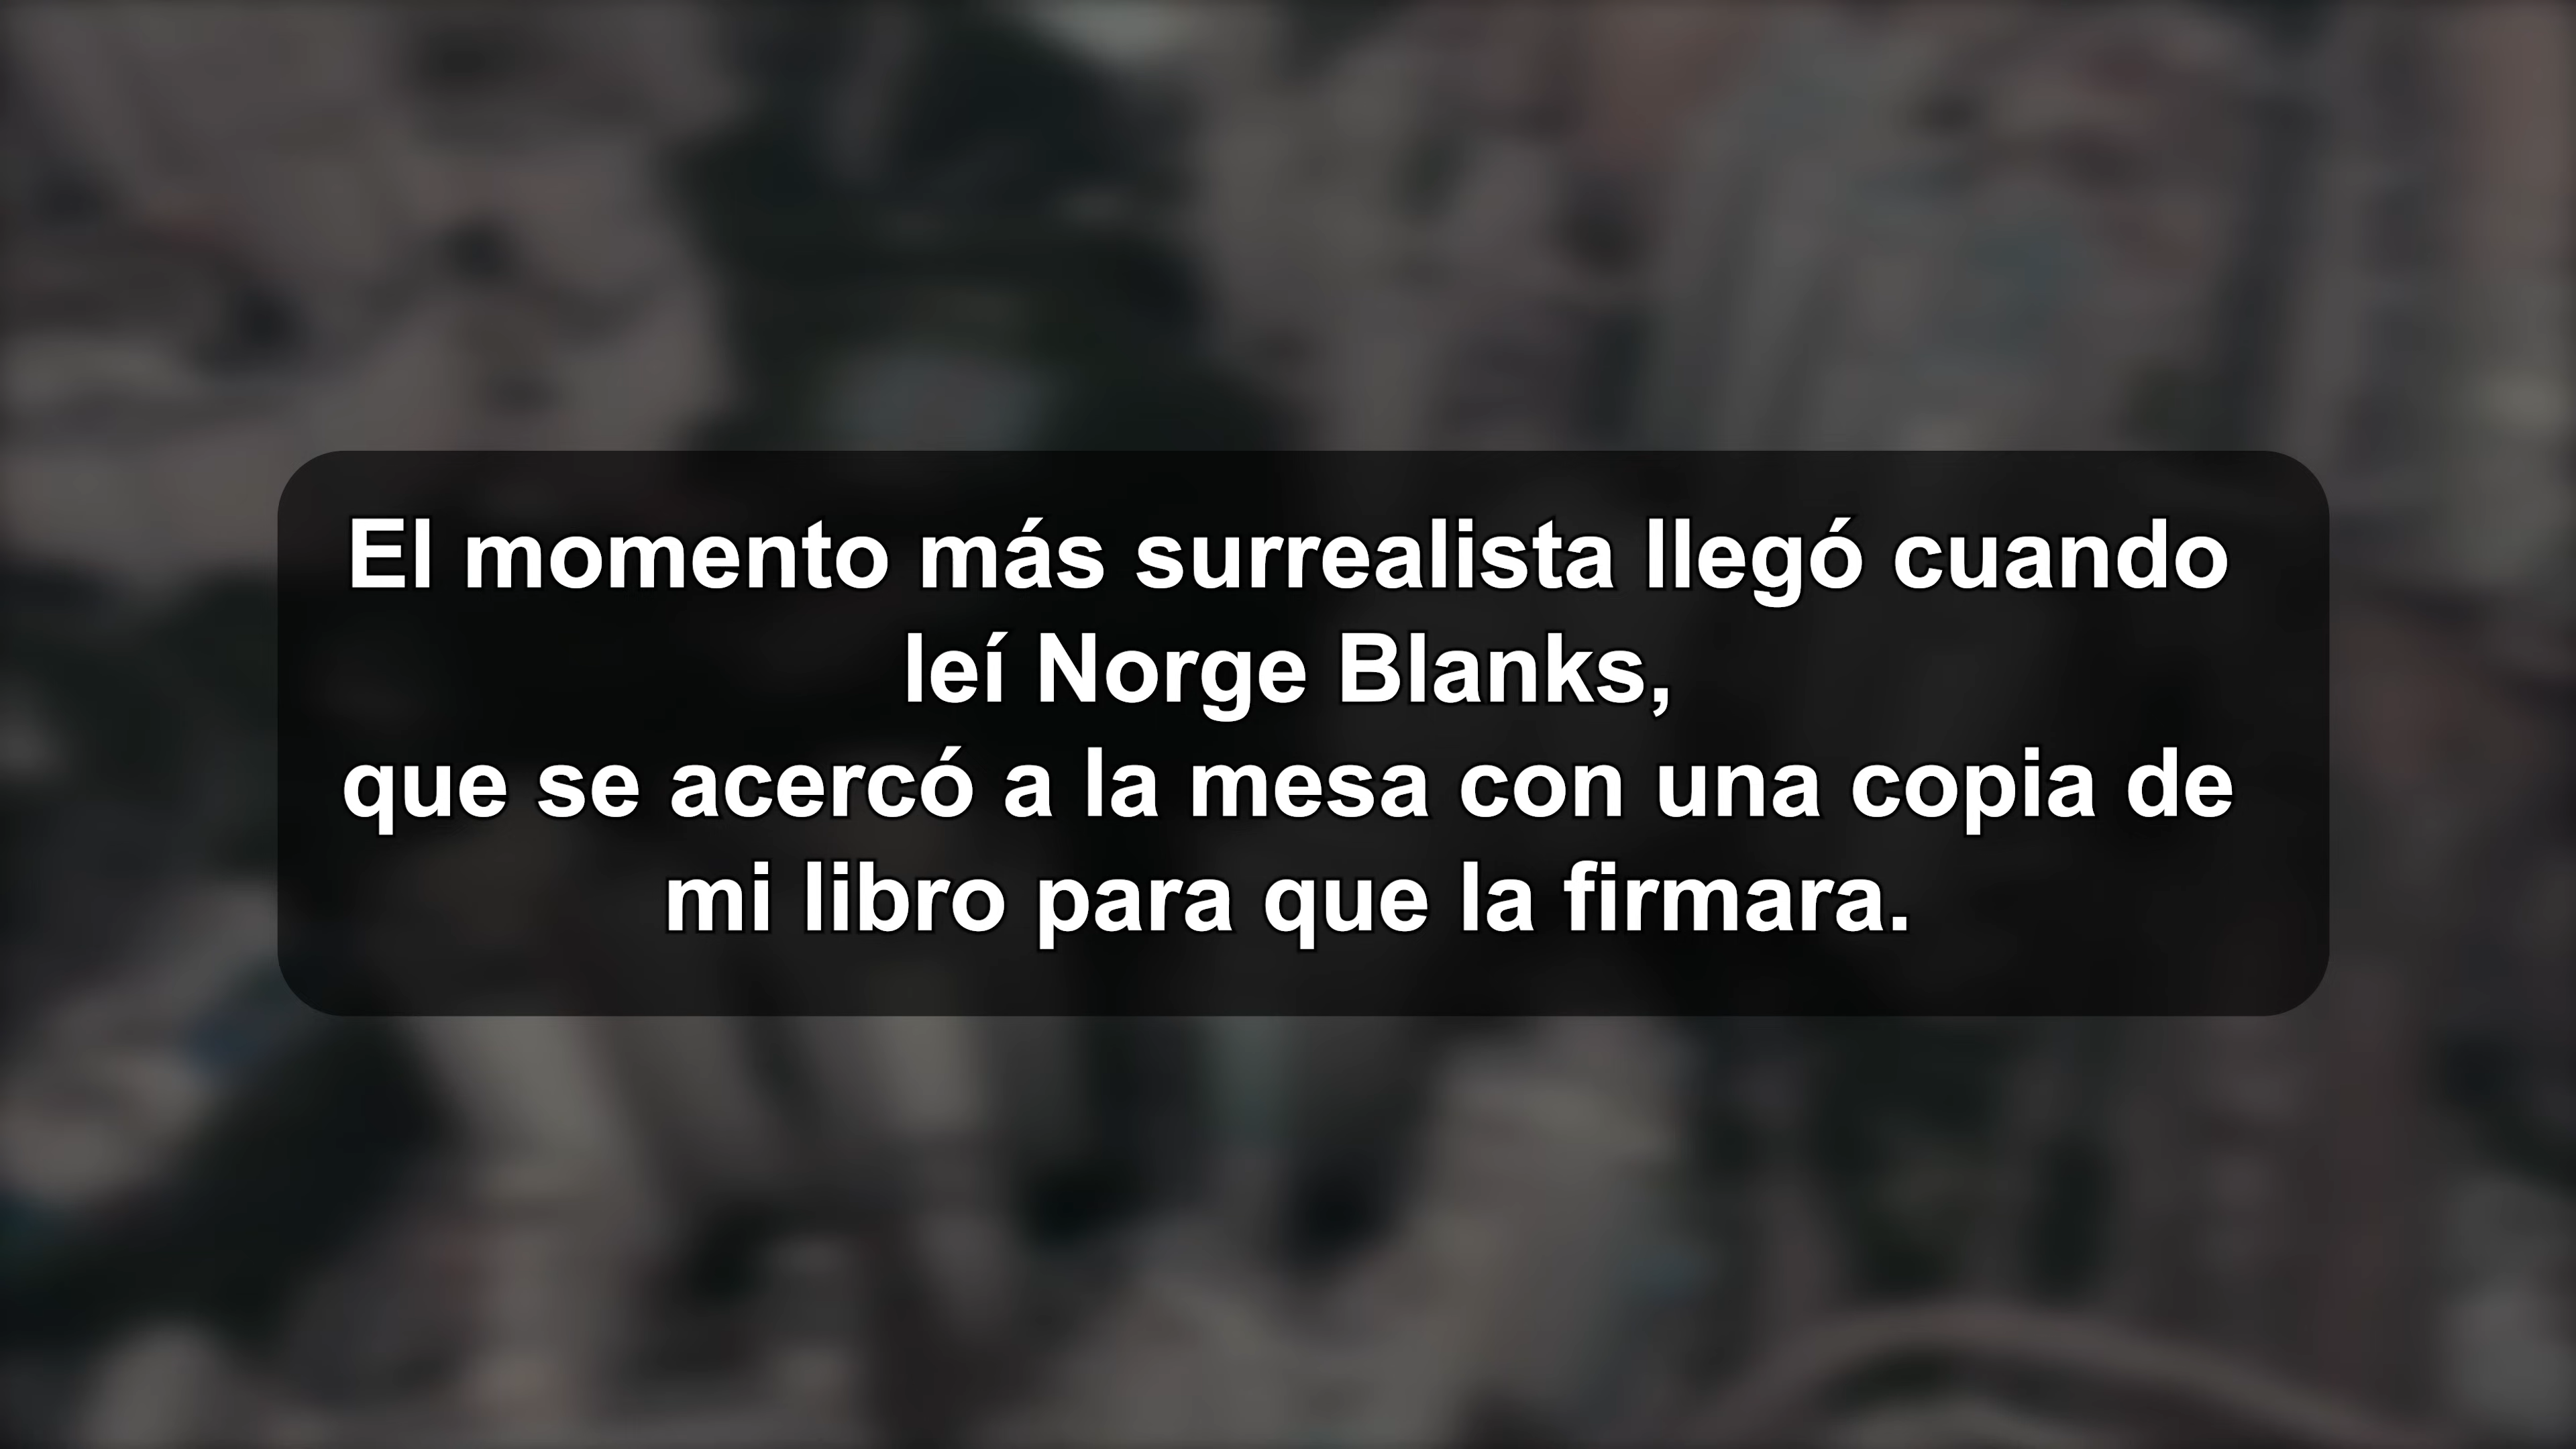 El momento más surrealista llegó cuando
leí Norge Blanks,
que se acercó a la mesa con una copia de
mi libro para que la firmara.